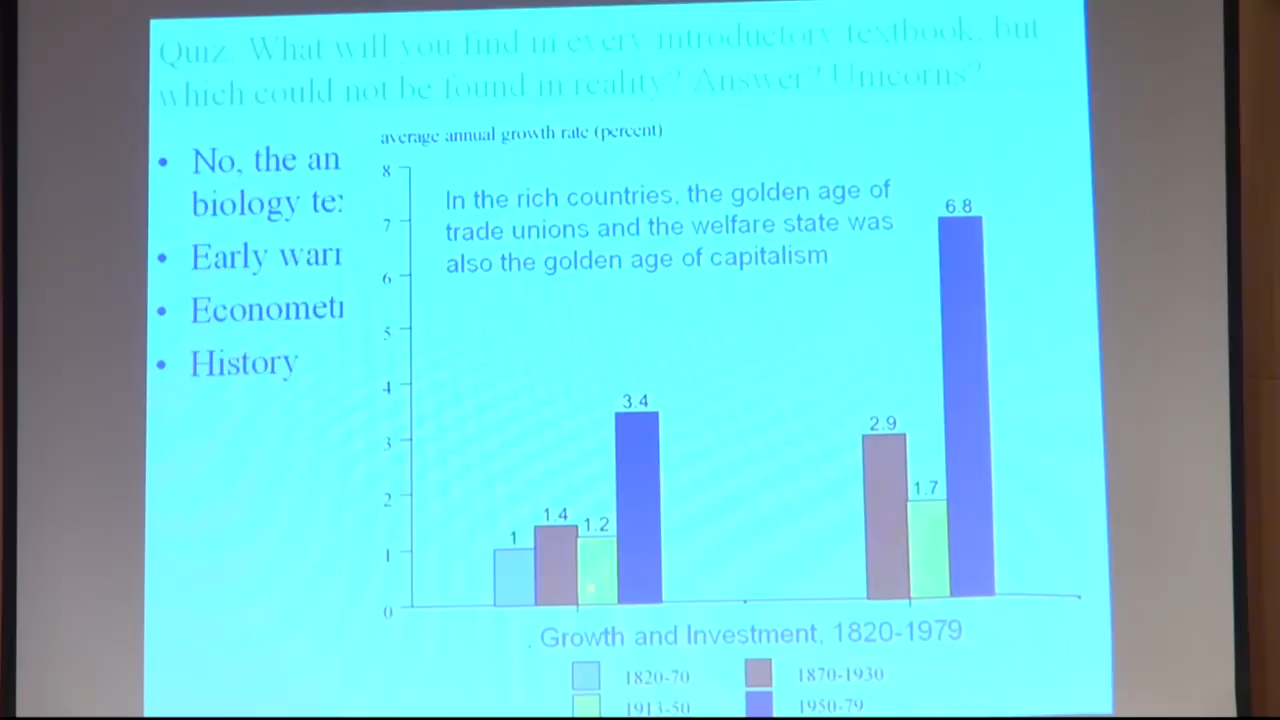 Quiz: What will you find in every introductory textbook, but
which could not be found in reality? Answer? Unicorns?
• No, the an
biology te
• Early war
• Economet
• History
average annual growth rate (percent)
In the rich countries, the golden age of
trade unions and the welfare state was
also the golden age of capitalism
8
7
6
5
4
3
2
1
0
1
1.4
1.2
3.4
2.9
1.7
6.8
Growth and Investment, 1820-1979
1820-70
1870-1930
1913-50
1950-79